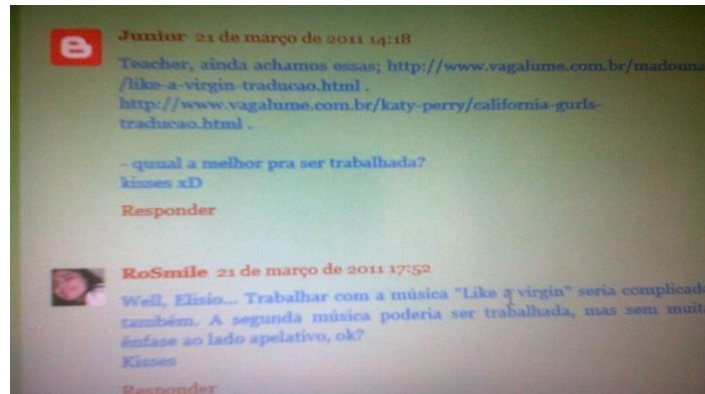 Junior 21 de março de 2011 14:18
Teacher, ainda achamos essas; http://www.vagalume.com.br/madonna
/like-a-virgin-traducao.html .
http://www.vagalume.com.br/katy-perry/california-gurls-
traducao.html .
- qunal a melhor pra ser trabalhada?
kisses xD
Responder
RoSmile 21 de março de 2011 17:52
Well, Elisio... Trabalhar com a música "Like a virgin" seria complicado
também. A segunda música poderia ser trabalhada, mas sem muita
ênfase ao lado apelativo, ok?
Kisses
Responder